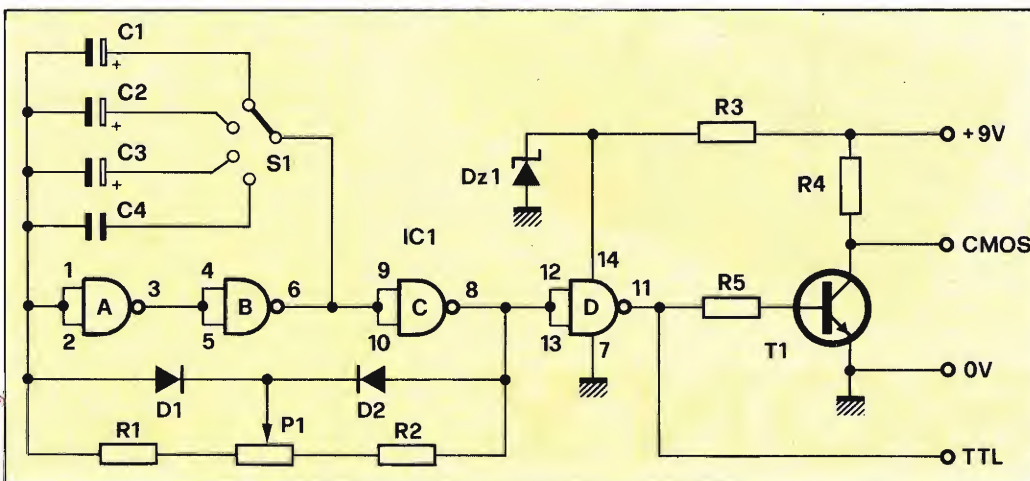 C1
+
C2
+
C3
+
C4
S1
IC1
Dz1
R3
+9V
R4
CMOS
1
2
A
3
4
5
B
6
9
10
C
8
12
13
14
D
11
7
R5
T1
0V
D1
D2
R1
P1
R2
TTL